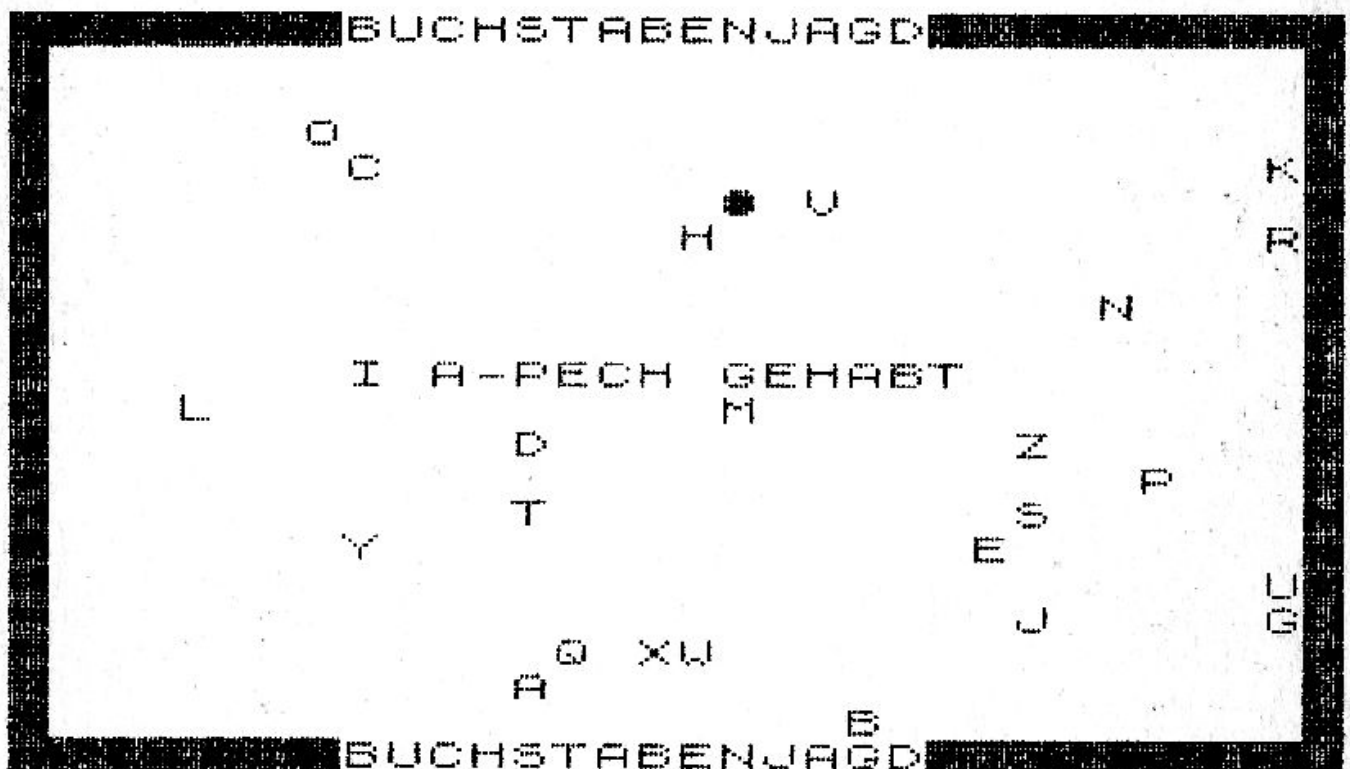 BUCHSTABENJAGD
O
C K
V
H R
N
I A-PECH GEHABT
L M
D Z
P
T S
Y E
U
J G
Q XW
A
B
BUCHSTABENJAGD